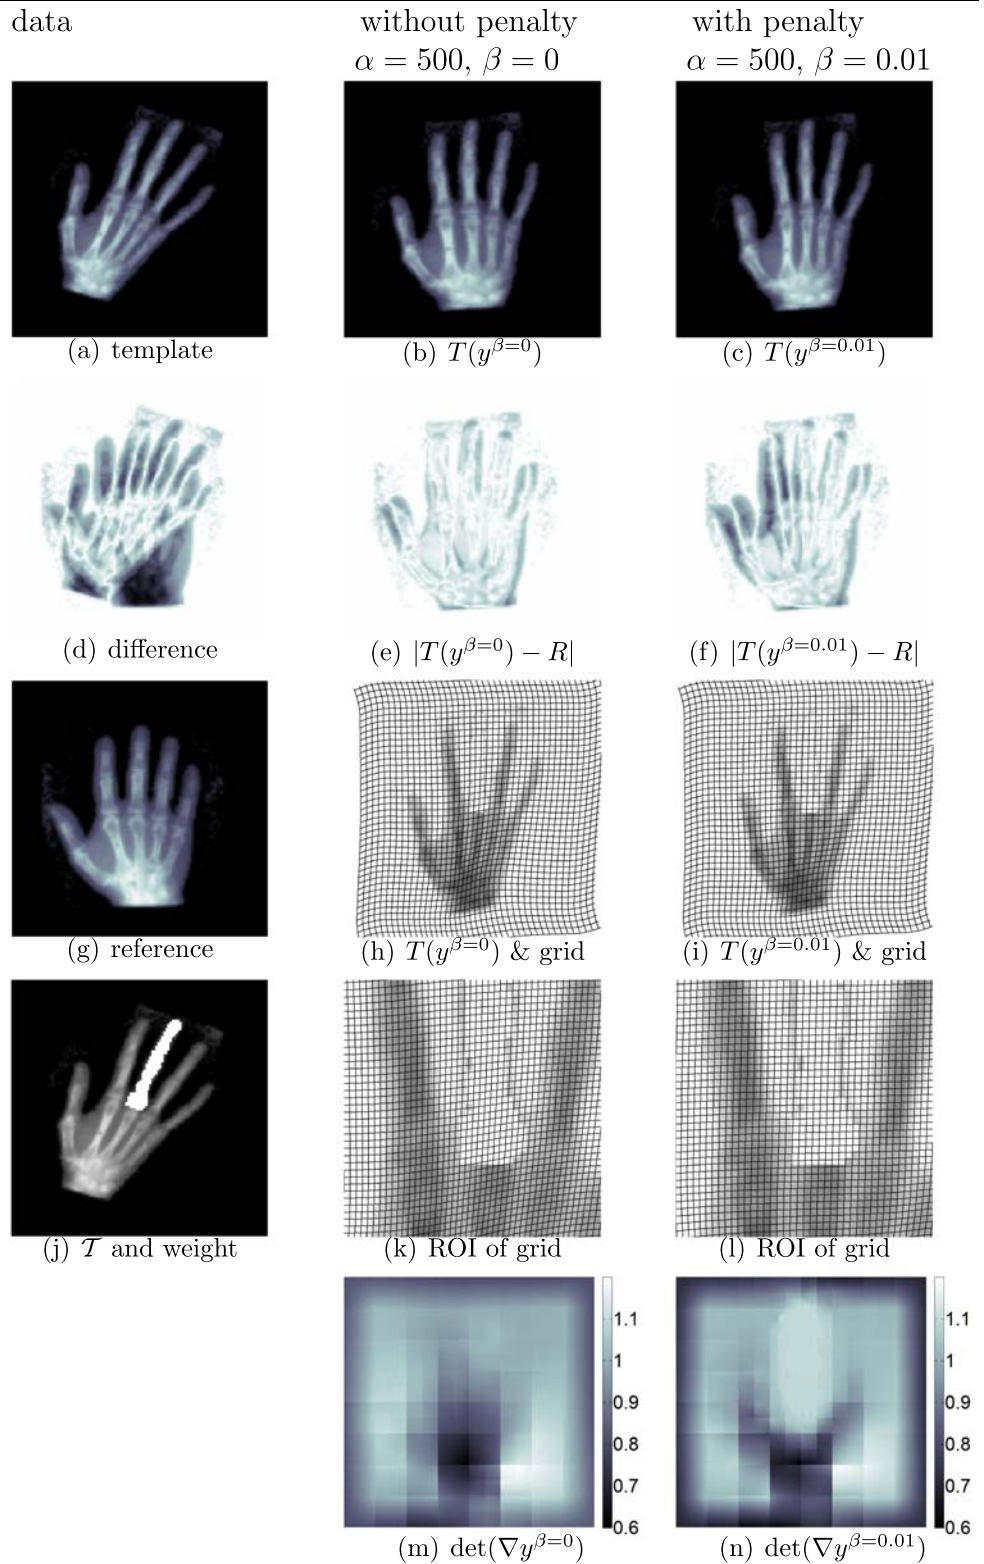 data without penalty with penalty
α = 500, β = 0 α = 500, β = 0.01
(a) template (b) T(y^{β=0}) (c) T(y^{β=0.01})
(d) difference (e) |T(y^{β=0}) − R| (f) |T(y^{β=0.01}) − R|
(g) reference (h) T(y^{β=0}) & grid (i) T(y^{β=0.01}) & grid
(j) 𝒯 and weight (k) ROI of grid (l) ROI of grid
1.1 1.1
1 1
0.9 0.9
0.8 0.8
0.7 0.7
0.6 0.6
(m) det(∇y^{β=0}) (n) det(∇y^{β=0.01})